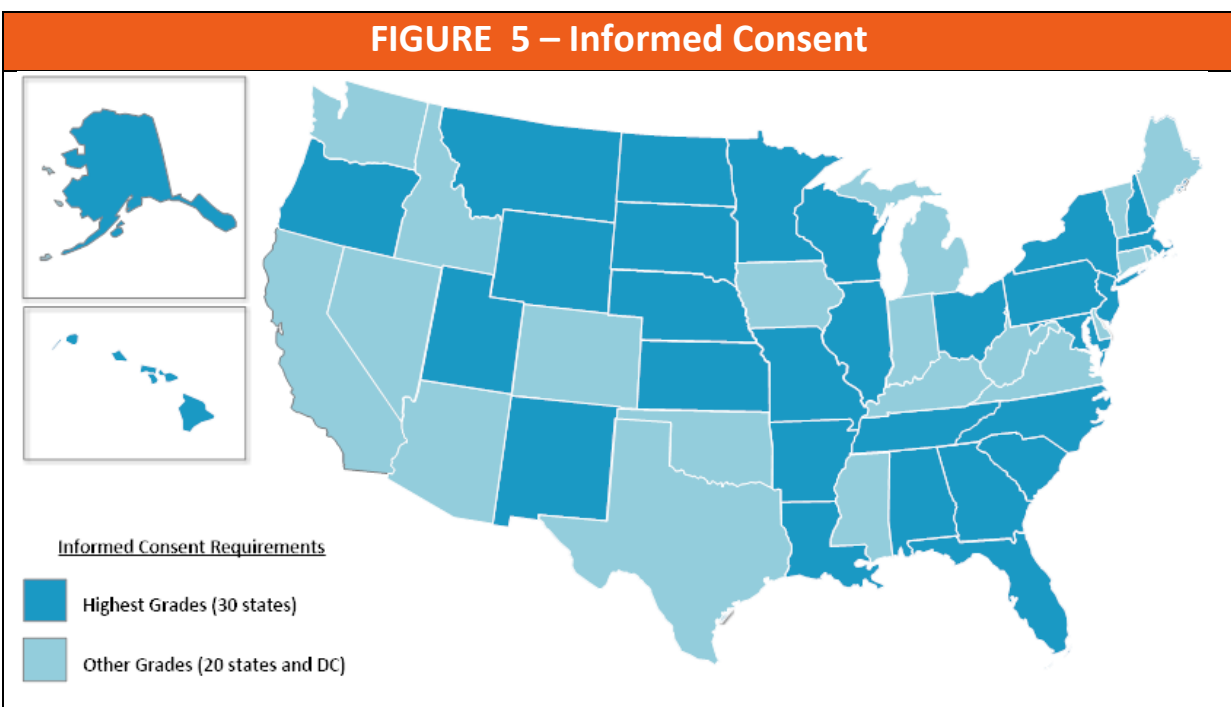 FIGURE 5 – Informed Consent
Informed Consent Requirements
Highest Grades (30 states)
Other Grades (20 states and DC)